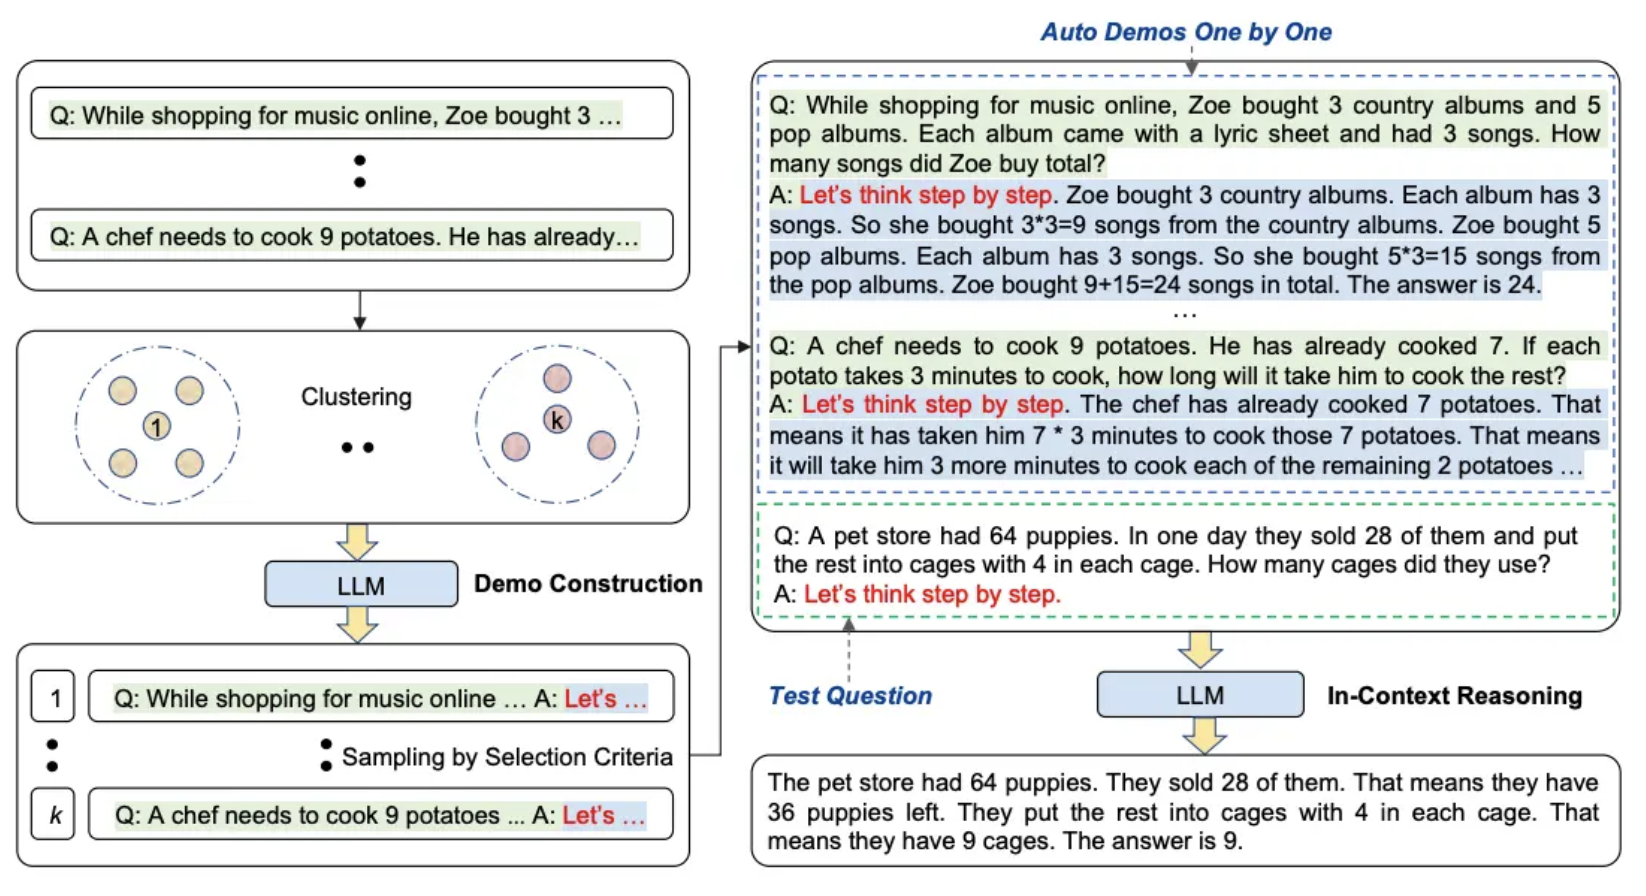 Q: While shopping for music online, Zoe bought 3 …
Q: A chef needs to cook 9 potatoes. He has already…
1
Clustering
k
LLM
Demo Construction
1
Q: While shopping for music online … A: Let's …
Sampling by Selection Criteria
k
Q: A chef needs to cook 9 potatoes ... A: Let's …
Auto Demos One by One
Q: While shopping for music online, Zoe bought 3 country albums and 5
pop albums. Each album came with a lyric sheet and had 3 songs. How
many songs did Zoe buy total?
A: Let's think step by step. Zoe bought 3 country albums. Each album has 3
songs. So she bought 3*3=9 songs from the country albums. Zoe bought 5
pop albums. Each album has 3 songs. So she bought 5*3=15 songs from
the pop albums. Zoe bought 9+15=24 songs in total. The answer is 24.
…
Q: A chef needs to cook 9 potatoes. He has already cooked 7. If each
potato takes 3 minutes to cook, how long will it take him to cook the rest?
A: Let's think step by step. The chef has already cooked 7 potatoes. That
means it has taken him 7 * 3 minutes to cook those 7 potatoes. That means
it will take him 3 more minutes to cook each of the remaining 2 potatoes …
Q: A pet store had 64 puppies. In one day they sold 28 of them and put
the rest into cages with 4 in each cage. How many cages did they use?
A: Let's think step by step.
Test Question
LLM
In-Context Reasoning
The pet store had 64 puppies. They sold 28 of them. That means they have
36 puppies left. They put the rest into cages with 4 in each cage. That
means they have 9 cages. The answer is 9.